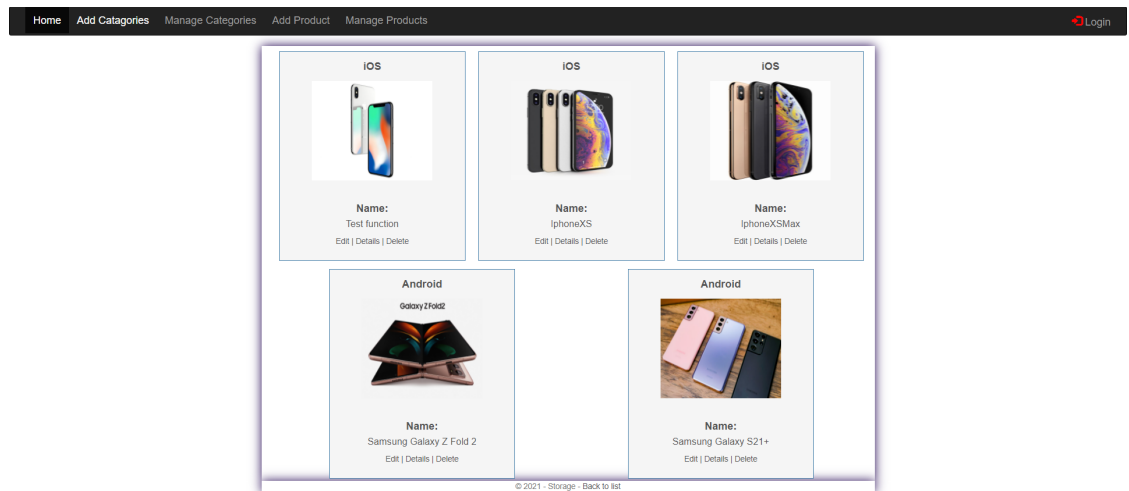 Home Add Catagories Manage Categories Add Product Manage Products Login
iOS iOS iOS
Name: Name: Name:
Test function IphoneXS IphoneXSMax
Edit | Details | Delete Edit | Details | Delete Edit | Details | Delete
Android Android
Galaxy Z Fold2
Name: Name:
Samsung Galaxy Z Fold 2 Samsung Galaxy S21+
Edit | Details | Delete Edit | Details | Delete
© 2021 - Storage - Back to list